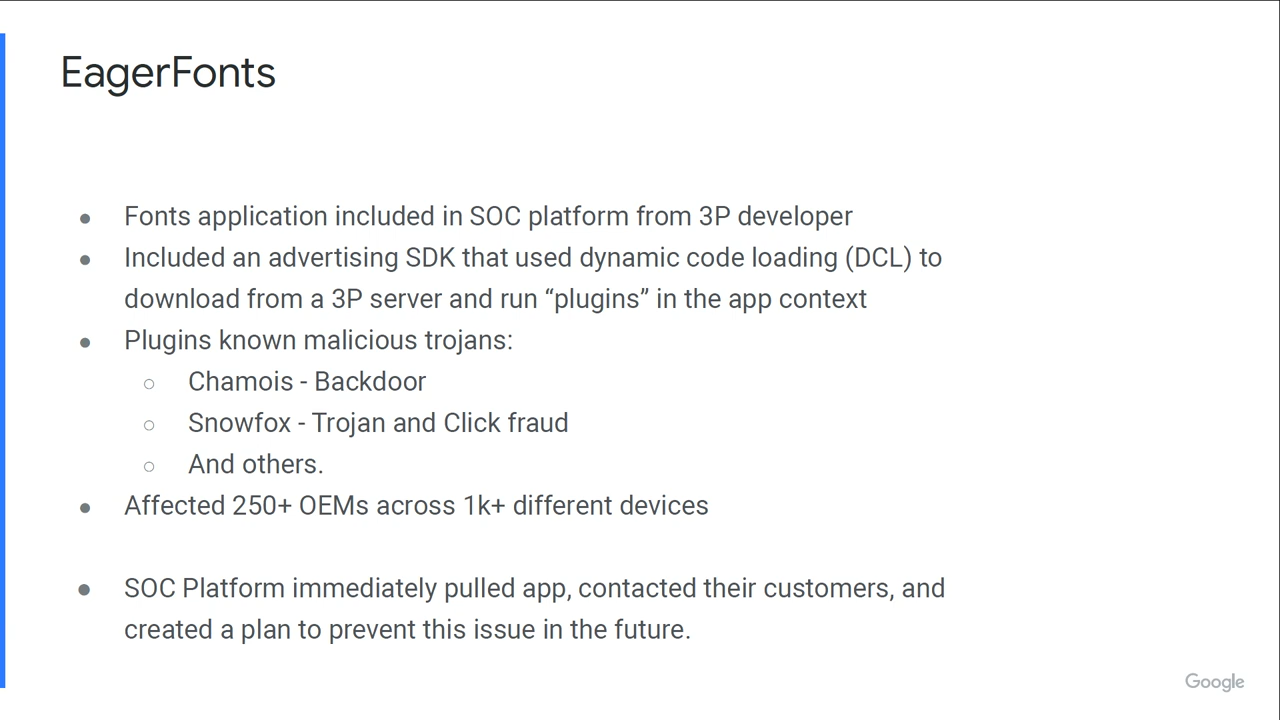 EagerFonts
● Fonts application included in SOC platform from 3P developer
● Included an advertising SDK that used dynamic code loading (DCL) to
download from a 3P server and run “plugins” in the app context
● Plugins known malicious trojans:
○ Chamois - Backdoor
○ Snowfox - Trojan and Click fraud
○ And others.
● Affected 250+ OEMs across 1k+ different devices
● SOC Platform immediately pulled app, contacted their customers, and
created a plan to prevent this issue in the future.
Google